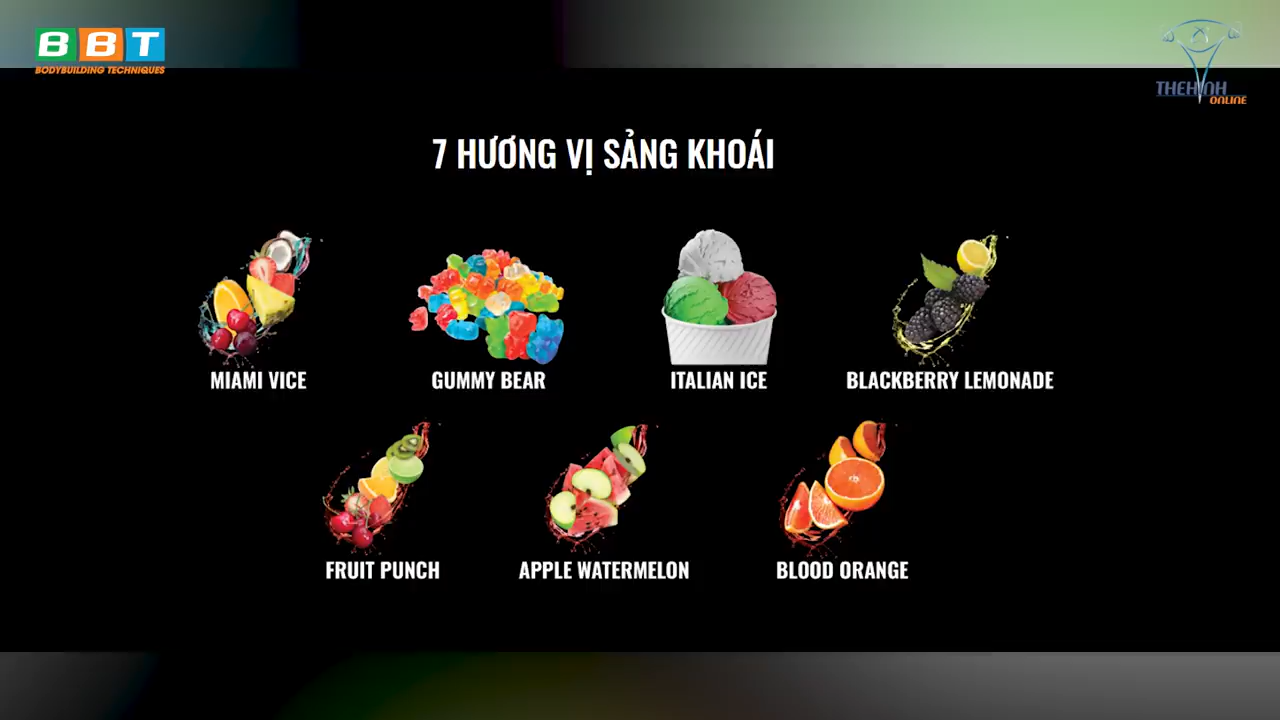 BBT
BODYBUILDING TECHNIQUES
THEHINH
ONLINE
7 HƯƠNG VỊ SẢNG KHOÁI
MIAMI VICE
GUMMY BEAR
ITALIAN ICE
BLACKBERRY LEMONADE
FRUIT PUNCH
APPLE WATERMELON
BLOOD ORANGE